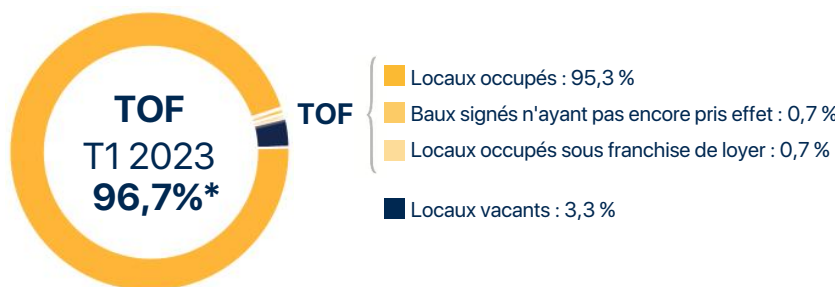 TOF
T1 2023
96,7%*
TOF
Locaux occupés : 95,3 %
Baux signés n'ayant pas encore pris effet : 0,7 %
Locaux occupés sous franchise de loyer : 0,7 %
Locaux vacants : 3,3 %